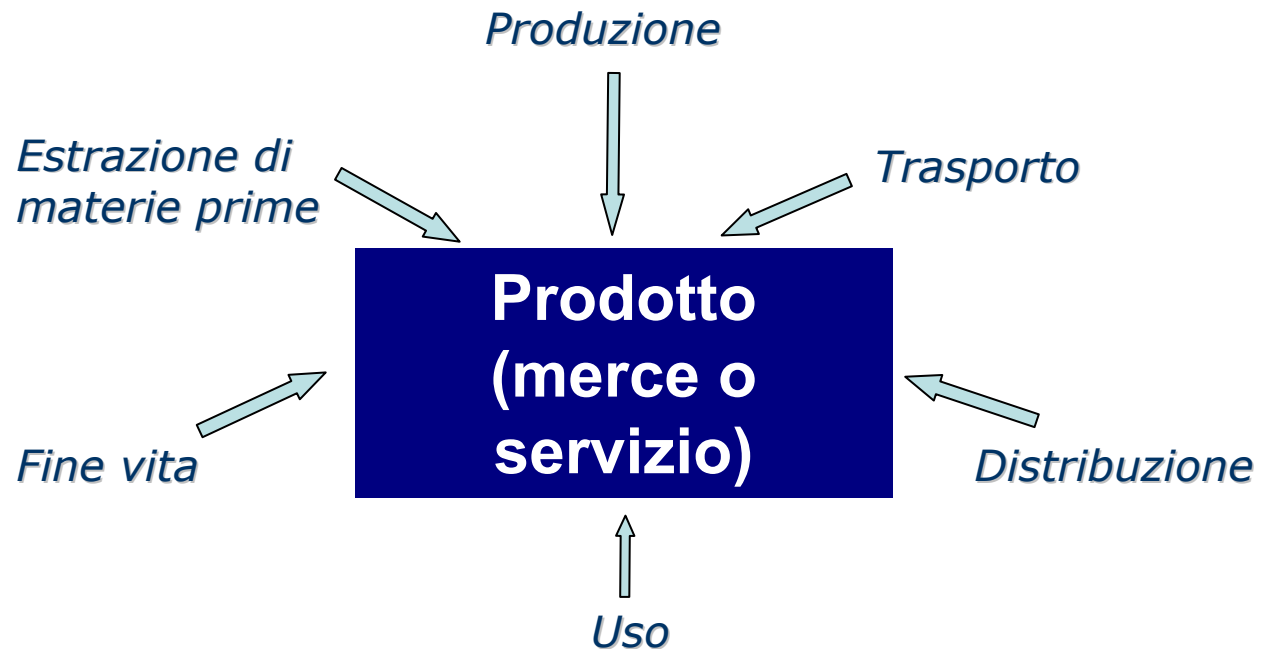 Produzione
Estrazione di
materie prime
Trasporto
Prodotto
(merce o
servizio)
Fine vita
Distribuzione
Uso